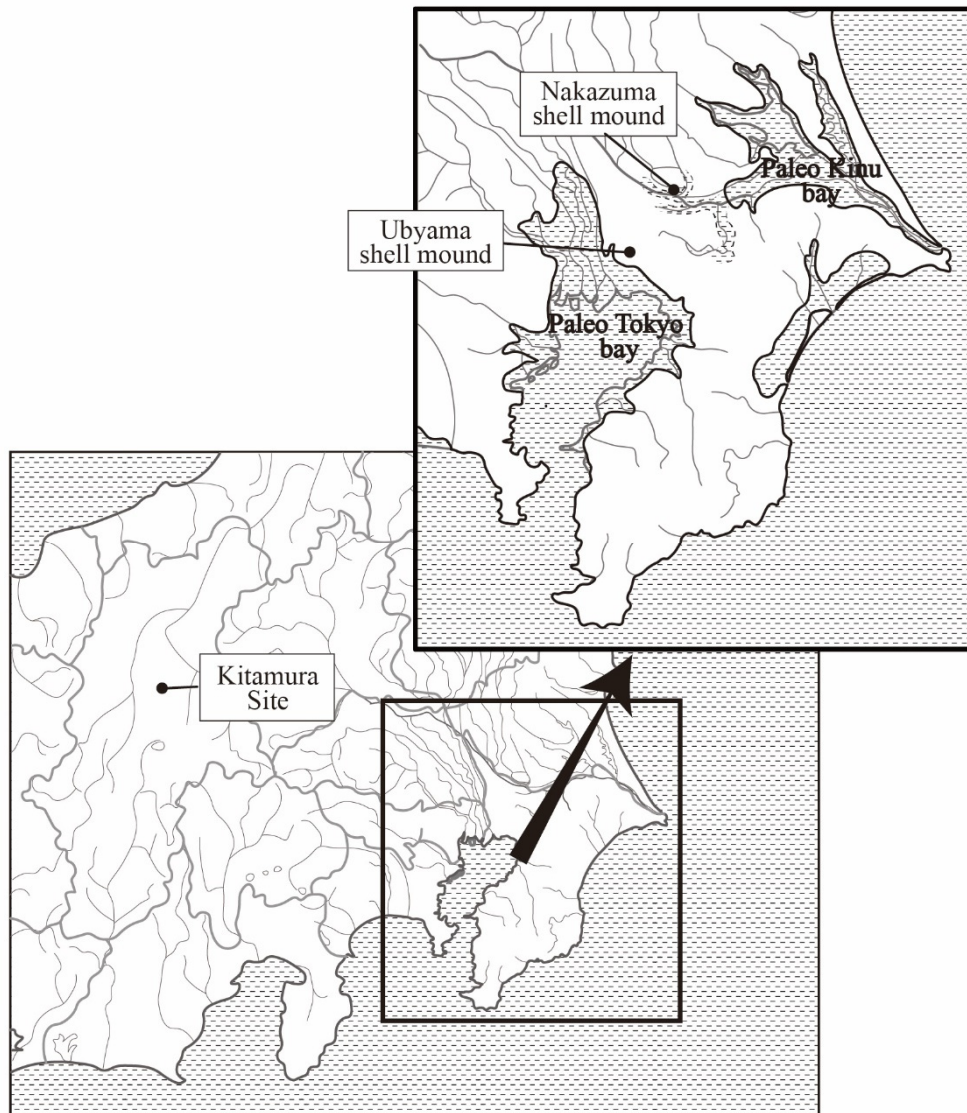 Nakazuma
shell mound
Paleo Kinu
bay
Ubyama
shell mound
Paleo Tokyo
bay
Kitamura
Site